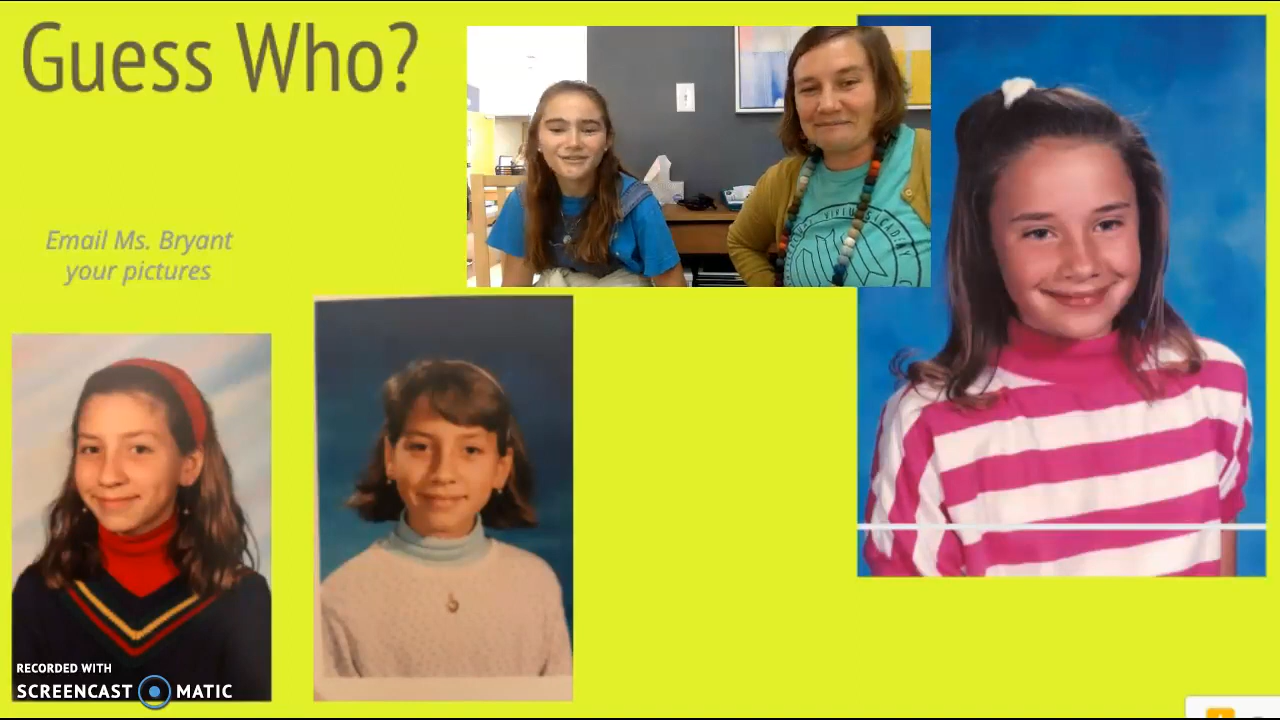 Guess Who?
Email Ms. Bryant
your pictures
RECORDED WITH
SCREENCAST MATIC